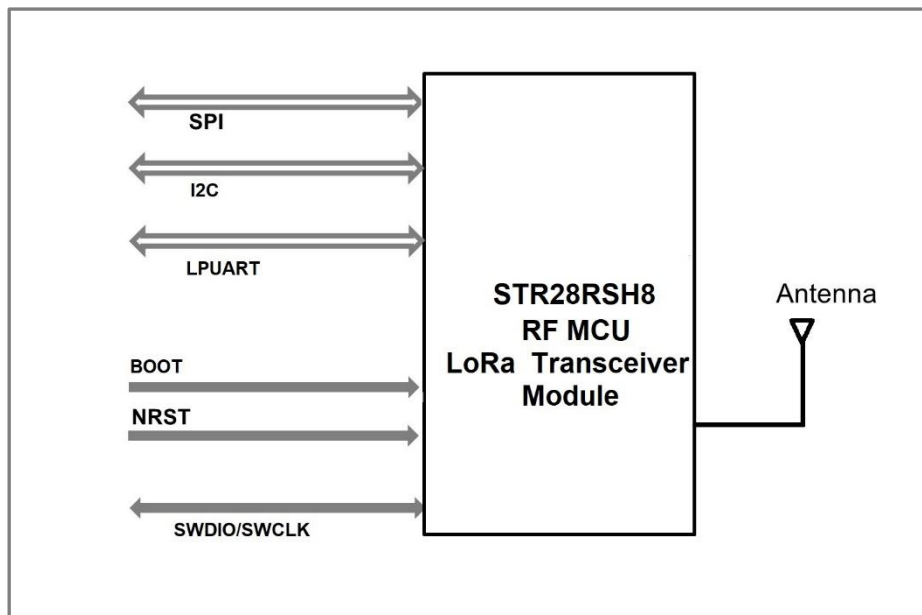 SPI
I2C
LPUART
BOOT
NRST
SWDIO/SWCLK
STR28RSH8
RF MCU
LoRa Transceiver
Module
Antenna